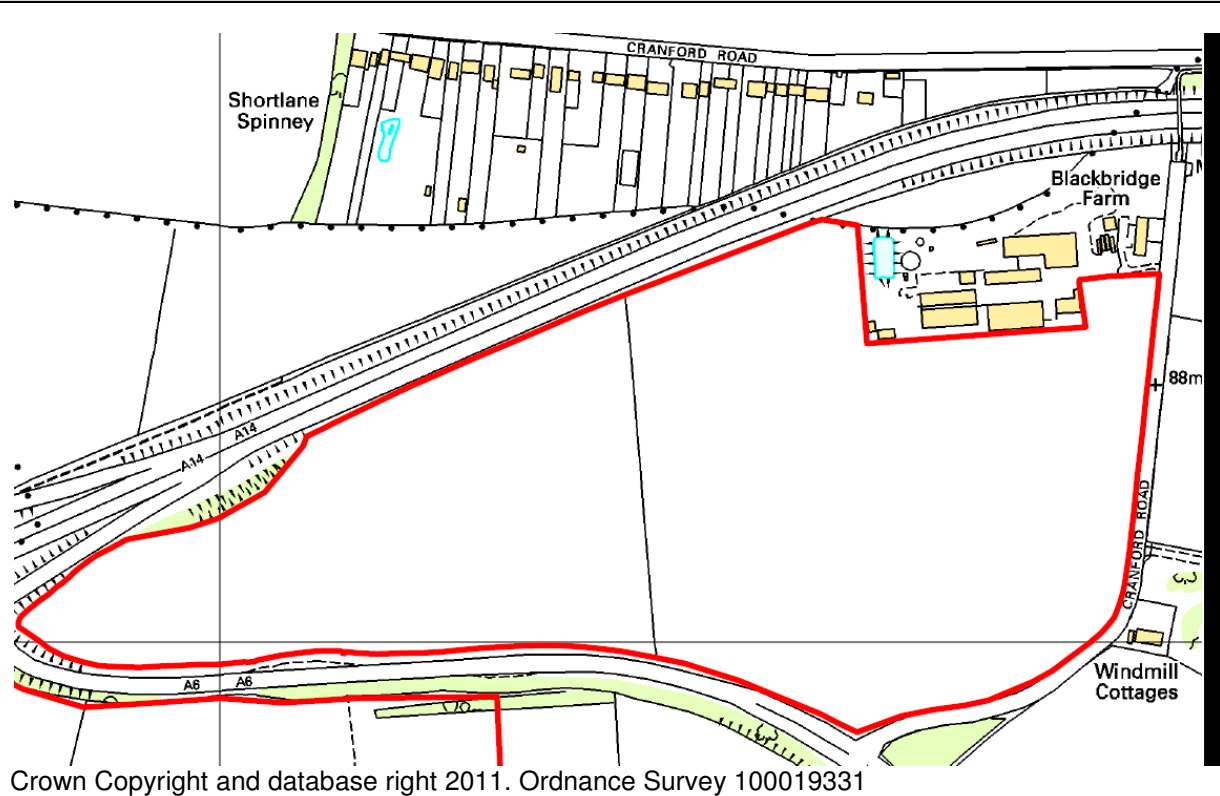 CRANFORD ROAD
Shortlane
Spinney
Blackbridge
Farm
88m
A14
A14
CRANFORD ROAD
Windmill
Cottages
A6
A6
Crown Copyright and database right 2011. Ordnance Survey 100019331